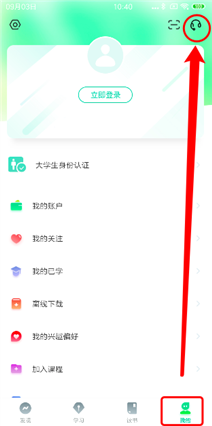 10:40
立即登录
大学生身份认证
我的账户
我的关注
我的已学
离线下载
我的兴趣偏好
加入课程
学习
我的